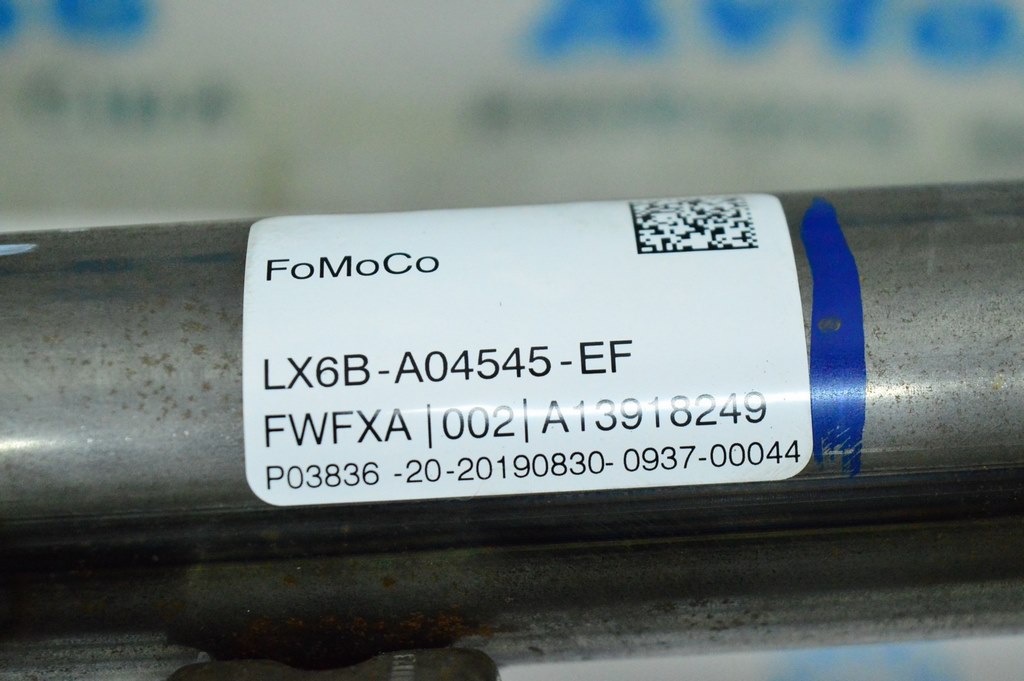 FoMoCo
LX6B-A04545-EF
FWFXA |002| A13918249
P03836 -20-20190830- 0937-00044